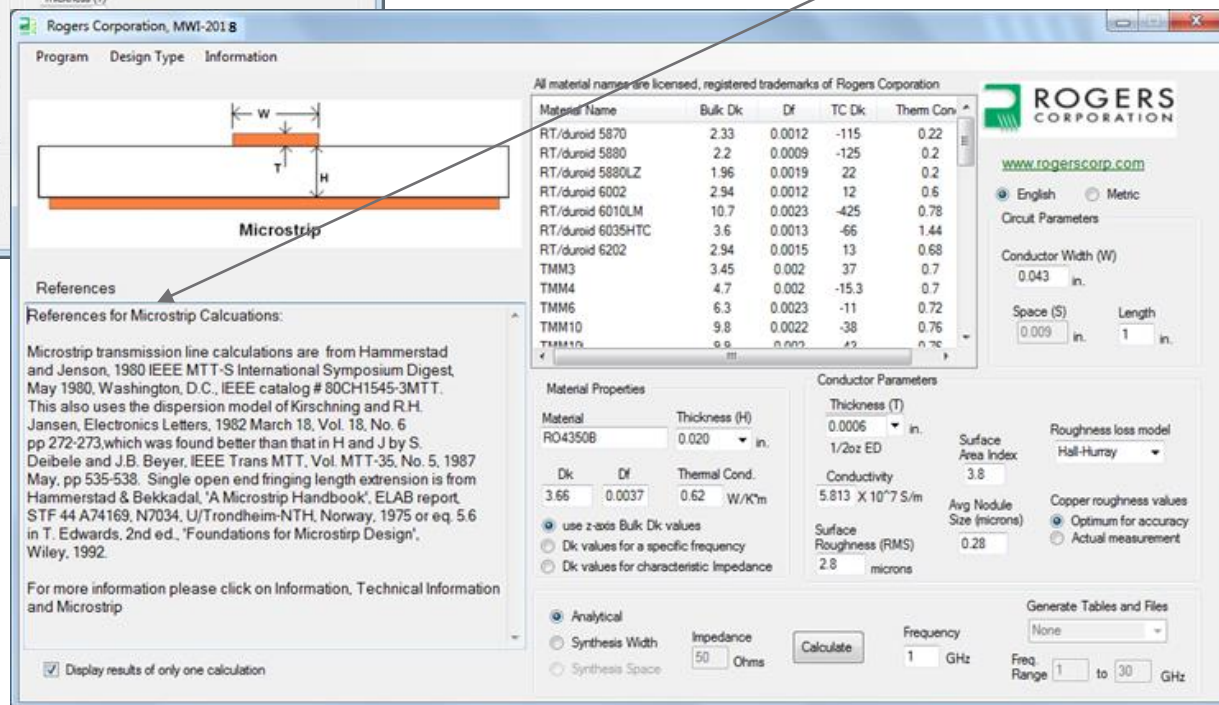 Thickness (T)
Rogers Corporation, MWI-2018
Program Design Type Information
W
T
H
Microstrip
References
References for Microstrip Calcuations:
Microstrip transmission line calculations are from Hammerstad
and Jenson, 1980 IEEE MTT-S International Symposium Digest,
May 1980, Washington, D.C., IEEE catalog # 80CH1545-3MTT.
This also uses the dispersion model of Kirschning and R.H.
Jansen, Electronics Letters, 1982 March 18, Vol. 18, No. 6
pp 272-273,which was found better than that in H and J by S.
Deibele and J.B. Beyer, IEEE Trans MTT, Vol. MTT-35, No. 5, 1987
May, pp 535-538. Single open end fringing length extrension is from
Hammerstad & Bekkadal, 'A Microstrip Handbook', ELAB report,
STF 44 A74169, N7034, U/Trondheim-NTH, Norway, 1975 or eq. 5.6
in T. Edwards, 2nd ed., 'Foundations for Microstirp Design',
Wiley, 1992.
For more information please click on Information, Technical Information
and Microstrip
Display results of only one calculation
All material names are licensed, registered trademarks of Rogers Corporation
Material Name Bulk Dk Df TC Dk Therm Con
RT/duroid 5870 2.33 0.0012 -115 0.22
RT/duroid 5880 2.2 0.0009 -125 0.2
RT/duroid 5880LZ 1.96 0.0019 22 0.2
RT/duroid 6002 2.94 0.0012 12 0.6
RT/duroid 6010LM 10.7 0.0023 -425 0.78
RT/duroid 6035HTC 3.6 0.0013 -66 1.44
RT/duroid 6202 2.94 0.0015 13 0.68
TMM3 3.45 0.002 37 0.7
TMM4 4.7 0.002 -15.3 0.7
TMM6 6.3 0.0023 -11 0.72
TMM10 9.8 0.0022 -38 0.76
TMM10i 9.9 0.002 -43 0.76
ROGERS
CORPORATION
www.rogerscorp.com
English Metric
Circuit Parameters
Conductor Width (W)
0.043 in.
Space (S) Length
0.009 in. 1 in.
Material Properties
Material Thickness (H)
RO4350B 0.020 in.
Dk Df Thermal Cond.
3.66 0.0037 0.62 W/K*m
use z-axis Bulk Dk values
Dk values for a specific frequency
Dk values for characteristic Impedance
Conductor Parameters
Thickness (T)
0.0006 in.
1/2oz ED
Conductivity
5.813 X 10^7 S/m
Surface
Roughness (RMS)
2.8 microns
Surface
Area Index
3.8
Avg Nodule
Size (microns)
0.28
Roughness loss model
Hall-Hurray
Copper roughness values
Optimum for accuracy
Actual measurement
Analytical
Synthesis Width
Synthesis Space
Impedance
50 Ohms
Calculate
Frequency
1 GHz
Generate Tables and Files
None
Freq.
Range 1 to 30 GHz